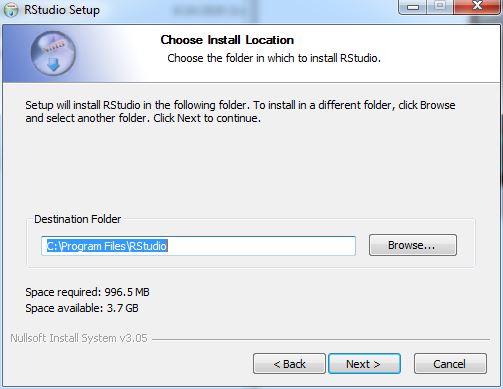 RStudio Setup
Choose Install Location
Choose the folder in which to install RStudio.
Setup will install RStudio in the following folder. To install in a different folder, click Browse
and select another folder. Click Next to continue.
Destination Folder
C:\Program Files\RStudio
Browse...
Space required: 996.5 MB
Space available: 3.7 GB
Nullsoft Install System v3.05
< Back
Next >
Cancel